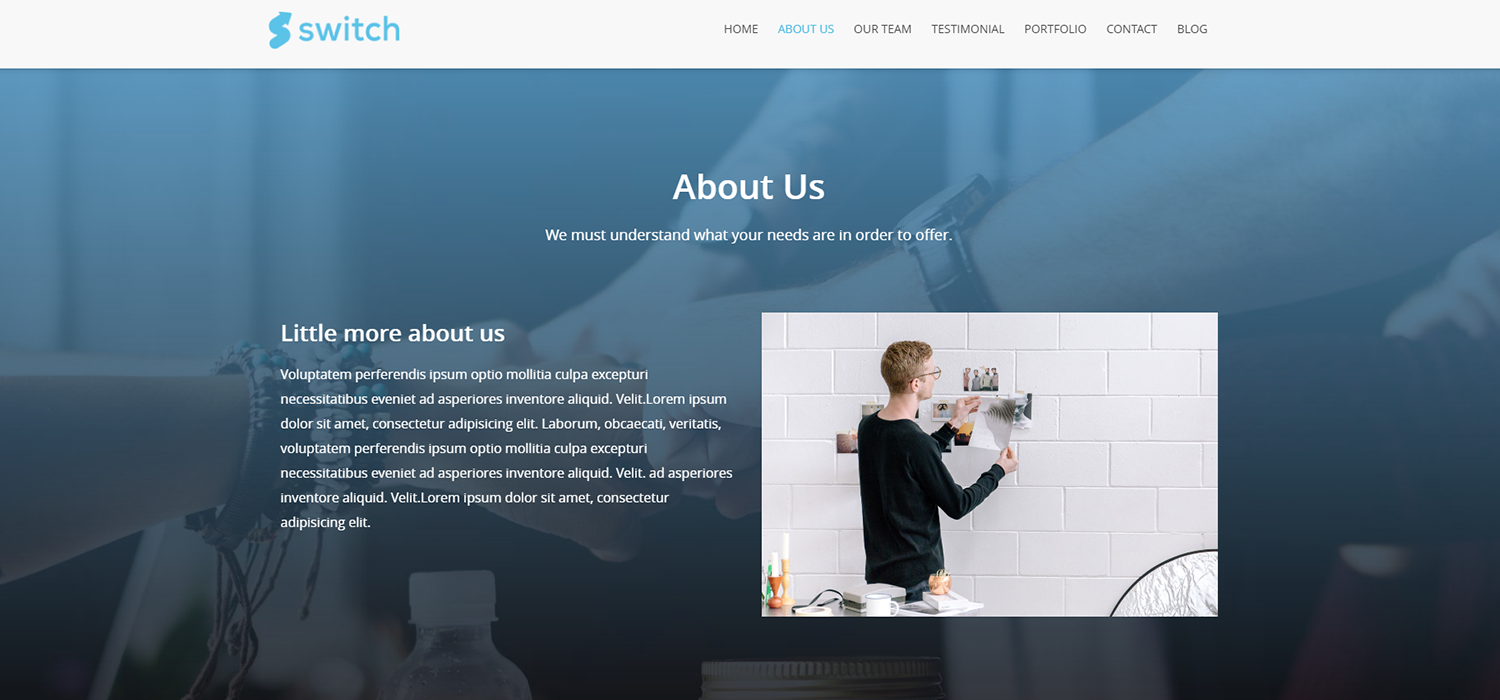 switch
HOME ABOUT US OUR TEAM TESTIMONIAL PORTFOLIO CONTACT BLOG
About Us
We must understand what your needs are in order to offer.
Little more about us
Voluptatem perferendis ipsum optio mollitia culpa excepturi
necessitatibus eveniet ad asperiores inventore aliquid. Velit.Lorem ipsum
dolor sit amet, consectetur adipisicing elit. Laborum, obcaecati, veritatis,
voluptatem perferendis ipsum optio mollitia culpa excepturi
necessitatibus eveniet ad asperiores inventore aliquid. Velit. ad asperiores
inventore aliquid. Velit.Lorem ipsum dolor sit amet, consectetur
adipisicing elit.